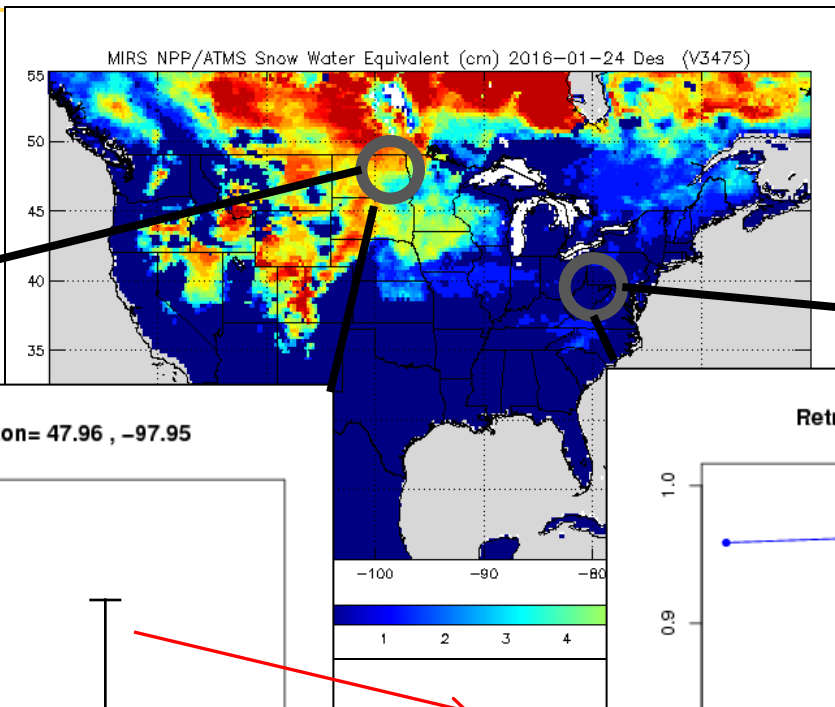 MIRS NPP/ATMS Snow Water Equivalent (cm) 2016-01-24 Des (V3475)
55
50
45
40
35
-100 -90 -80
1 2 3 4
on= 47.96 , -97.95
Retr
1.0
0.9